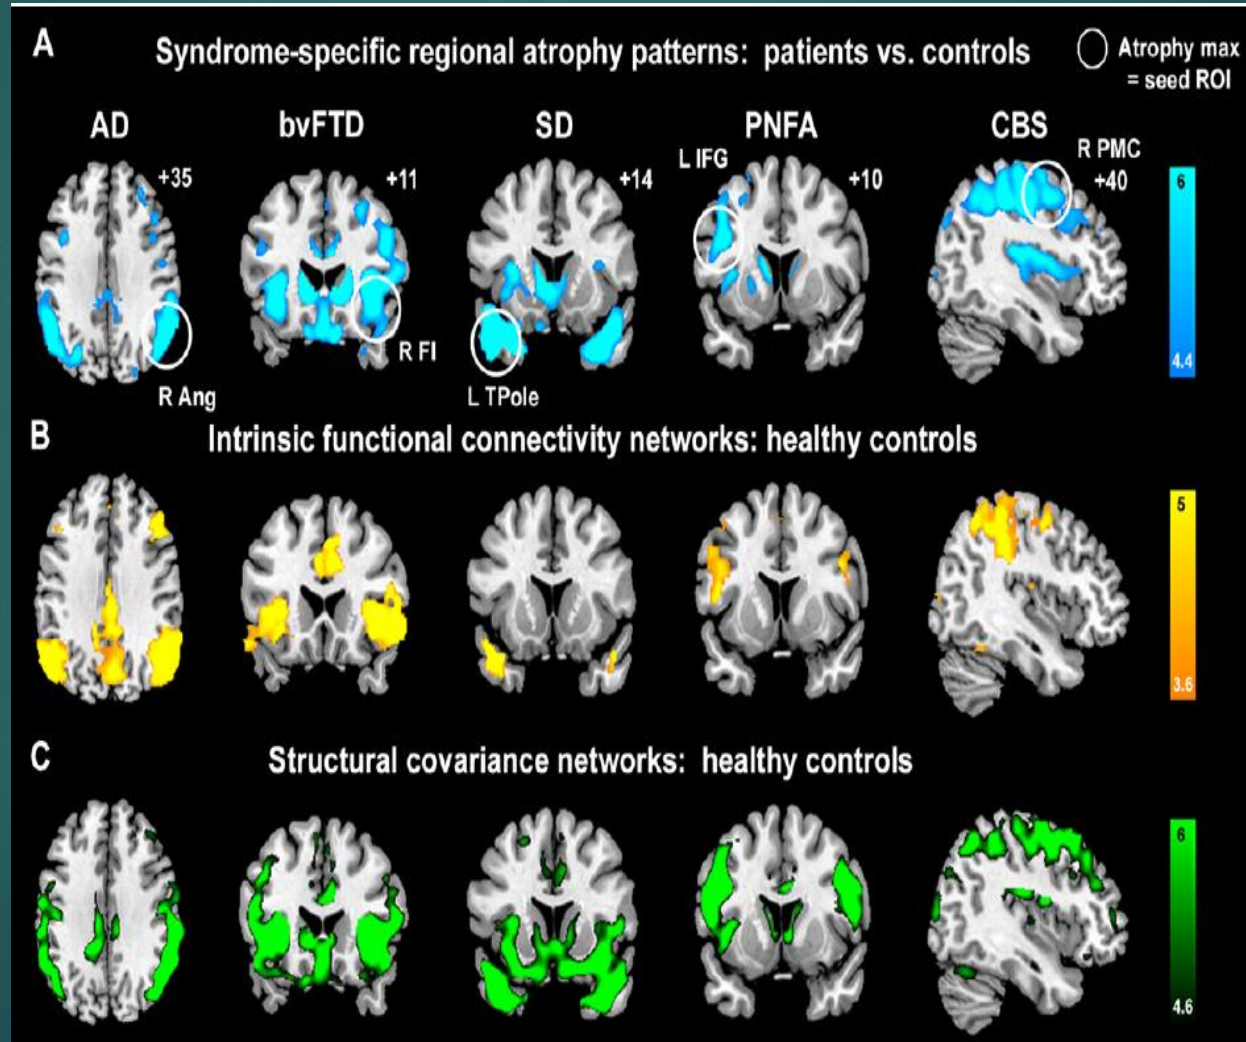 A
Syndrome-specific regional atrophy patterns: patients vs. controls
Atrophy max
= seed ROI
AD
bvFTD
SD
PNFA
CBS
+35
+11
+14
L IFG
+10
R PMC
+40
6
4.4
R Ang
R FI
L TPole
B
Intrinsic functional connectivity networks: healthy controls
5
3.6
C
Structural covariance networks: healthy controls
6
4.6